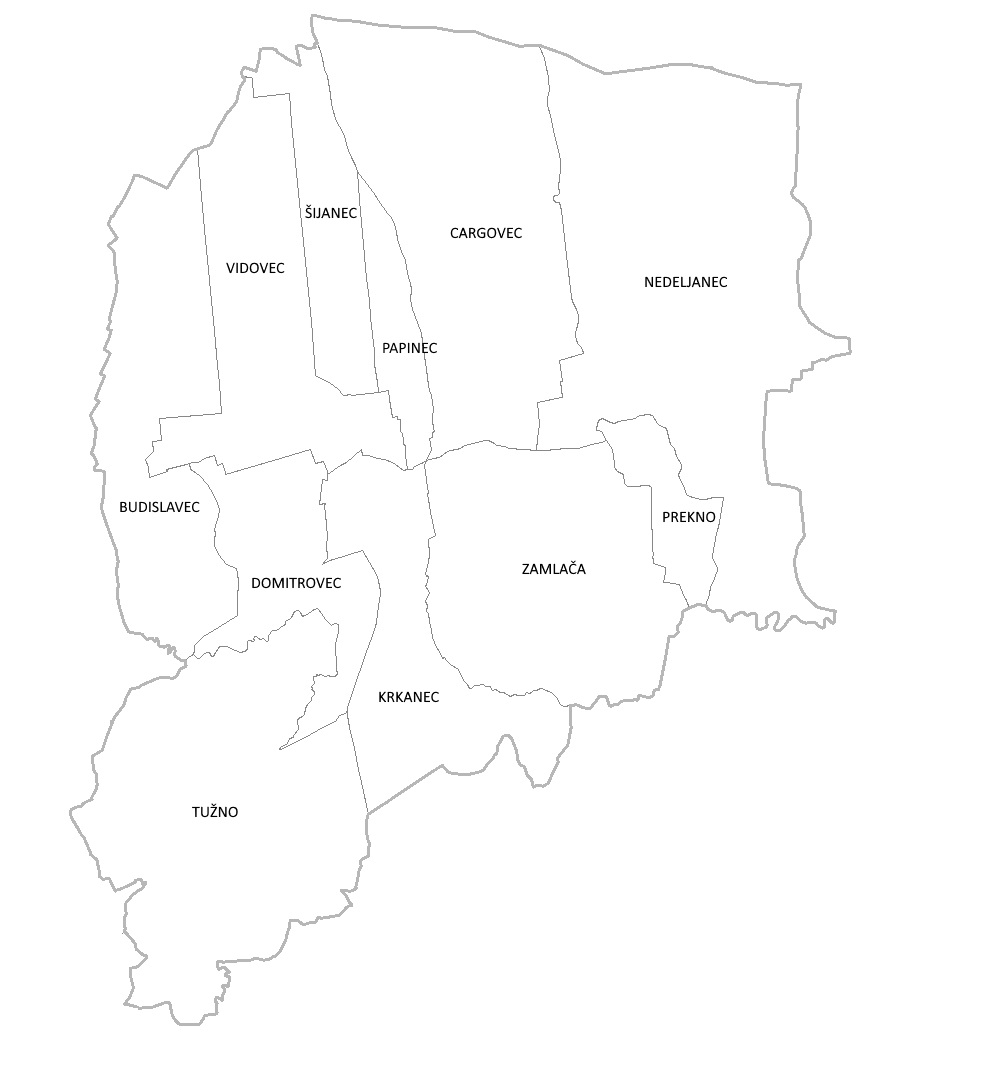 ŠIJANEC
CARGOVEC
VIDOVEC
NEDELJANEC
PAPINEC
BUDISLAVEC
PREKNO
ZAMLAČA
DOMITROVEC
KRKANEC
TUŽNO